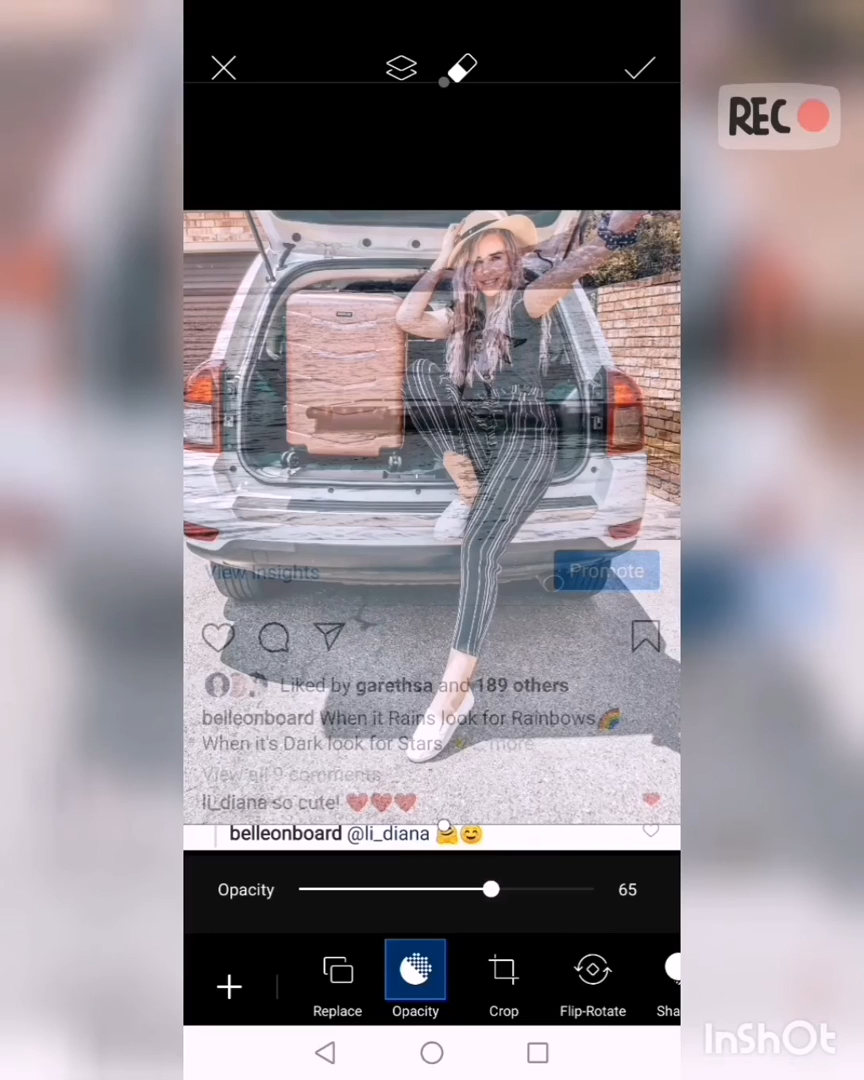 REC
View Insights
Promote
Liked by garethsa and 189 others
belleonboard When it Rains look for Rainbows🌈
When it's Dark look for Stars ... more
View all 9 comments
li_diana so cute! ❤️❤️❤️
belleonboard @li_diana 🤗😊
Opacity 65
Replace Opacity Crop Flip-Rotate Sha
InShOt